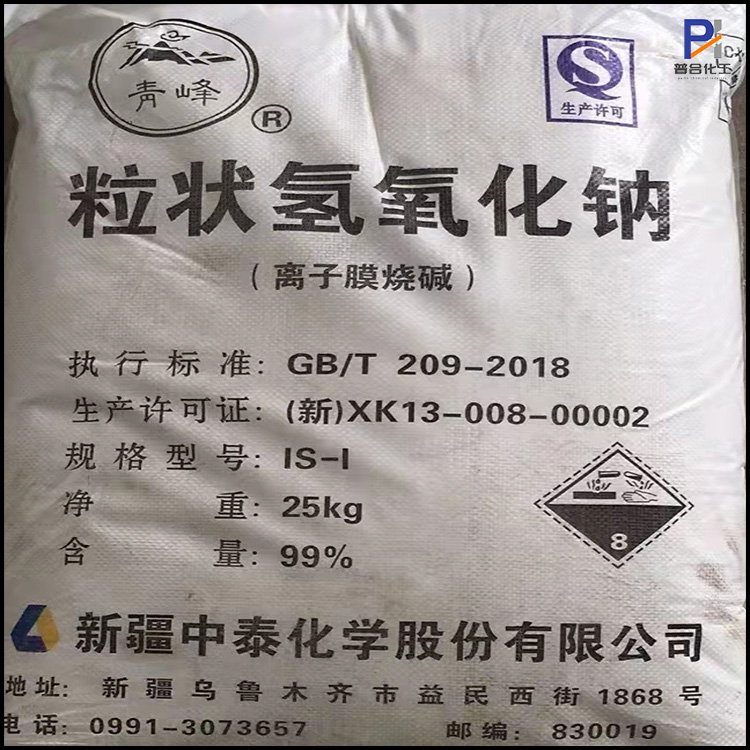 青峰
®
生产许可
普合化工
粒状氢氧化钠
（离子膜烧碱）
执行标准：GB/T 209-2018
生产许可证：(新)XK13-008-00002
规格型号：IS-I
净 重：25kg
含 量：99%
8
新疆中泰化学股份有限公司
地址：新疆乌鲁木齐市益民西街1868号
电话：0991-3073657 邮编：830019